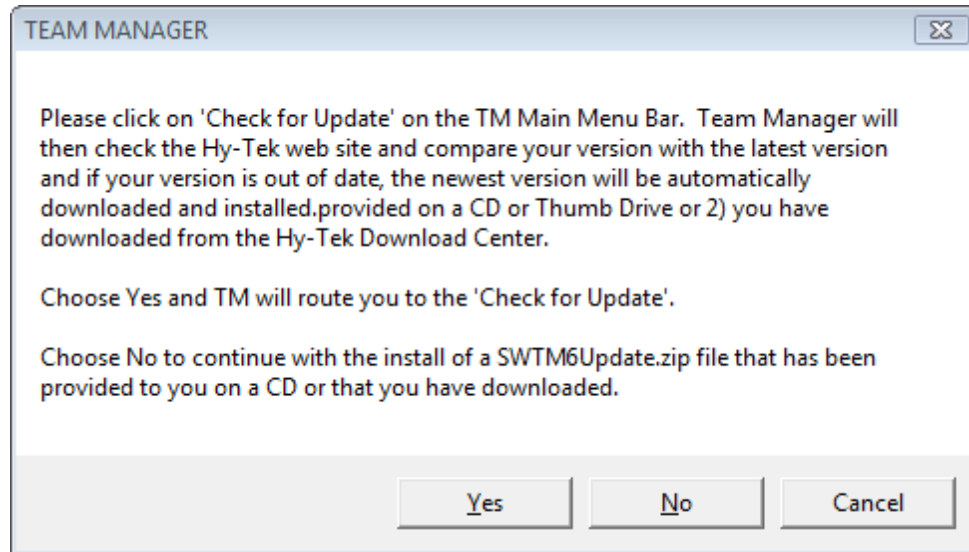 TEAM MANAGER
Please click on 'Check for Update' on the TM Main Menu Bar.  Team Manager will
then check the Hy-Tek web site and compare your version with the latest version
and if your version is out of date, the newest version will be automatically
downloaded and installed.provided on a CD or Thumb Drive or 2) you have
downloaded from the Hy-Tek Download Center.
Choose Yes and TM will route you to the 'Check for Update'.
Choose No to continue with the install of a SWTM6Update.zip file that has been
provided to you on a CD or that you have downloaded.
Yes
No
Cancel